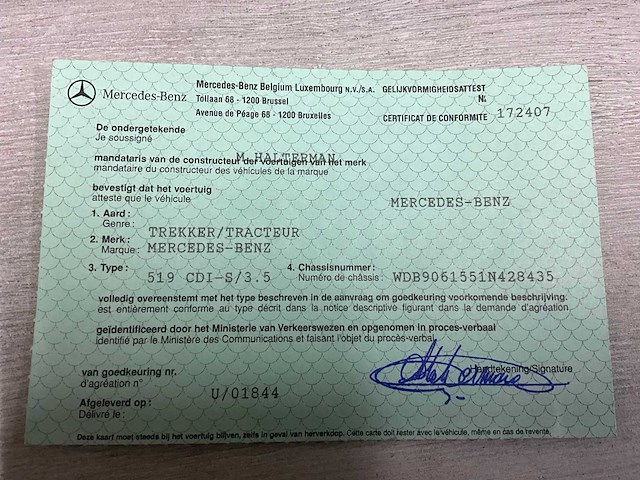 Mercedes-Benz
Mercedes-Benz Belgium Luxembourg N.V./S.A.
Tollaan 68 - 1200 Brussel
Avenue de Péage 68 - 1200 Bruxelles
GELIJKVORMIGHEIDSATTEST
№
CERTIFICAT DE CONFORMITE 172407
De ondergetekende
Je soussigné
M.HALTERMAN
mandataris van de constructeur der voertuigen van het merk
mandataire du constructeur des véhicules de la marque
MERCEDES-BENZ
bevestigt dat het voertuig
atteste que le véhicule
1. Aard :
Genre : TREKKER/TRACTEUR
2. Merk :
Marque : MERCEDES-BENZ
3. Type : 519 CDI-S/3.5
4. Chassisnummer :
Numéro de châssis : WDB9061551N428435
volledig overeenstemt met het type beschreven in de aanvraag om goedkeuring voorkomende beschrijving.
est entièrement conforme au type décrit dans la notice descriptive figurant dans la demande d'agréation
geïdentificeerd door het Ministerie van Verkeerswezen en opgenomen in proces-verbaal
identifié par le Ministère des Communications et faisant l'objet du procès-verbal
van goedkeuring nr.
d'agréation n° U/01844
Handtekening/Signature
Afgeleverd op :
Délivré le :
Deze kaart moet steeds bij het voertuig blijven, zelfs in geval van herverkoop. Cette carte doit rester avec le véhicule, même en cas de revente.